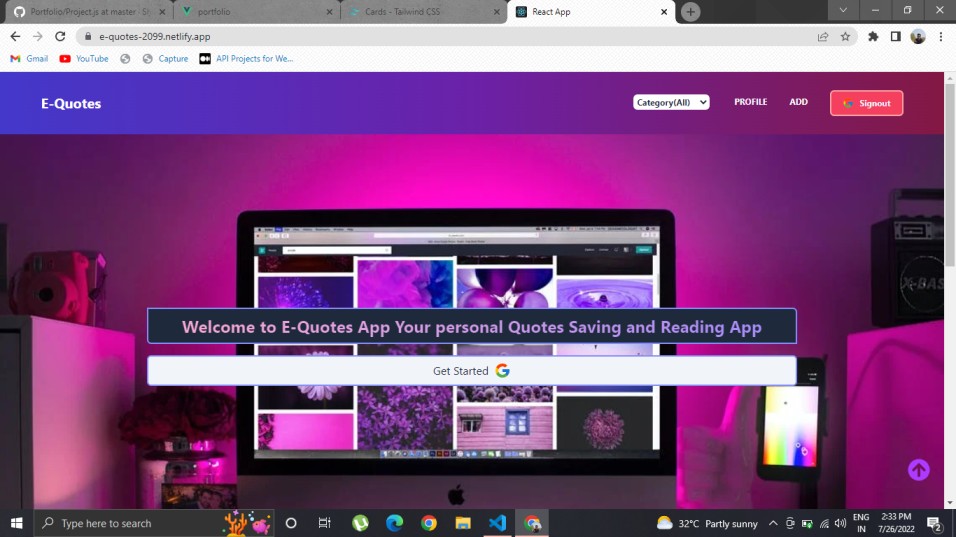 Portfolio/Project.js at master
portfolio
Cards - Tailwind CSS
React App
e-quotes-2099.netlify.app
Gmail
YouTube
Capture
API Projects for We...
E-Quotes
Category(All)
PROFILE
ADD
Signout
X-BAS
Welcome to E-Quotes App Your personal Quotes Saving and Reading App
Get Started
Type here to search
32°C Partly sunny
ENG
IN
2:33 PM
7/26/2022
2